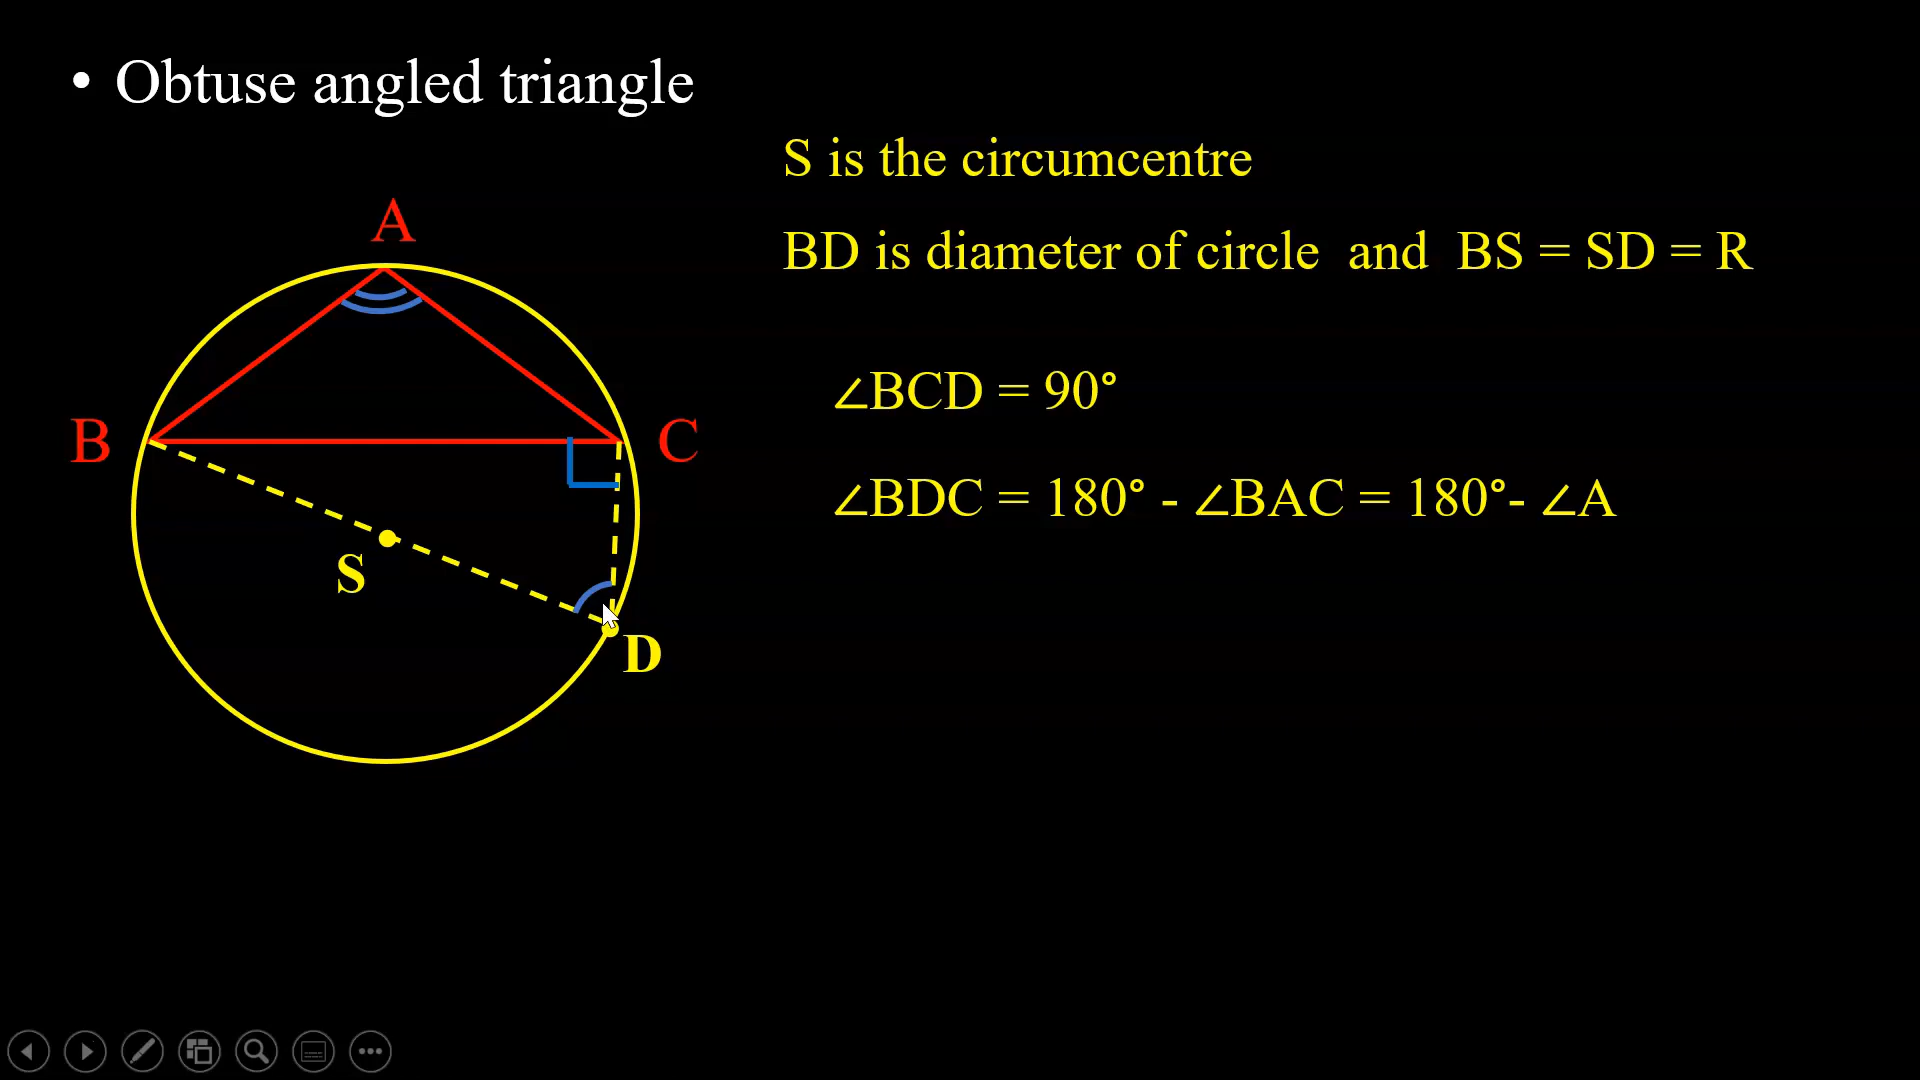 • Obtuse angled triangle
S is the circumcentre
BD is diameter of circle and BS = SD = R
A
∠BCD = 90°
B
C
∠BDC = 180° - ∠BAC = 180°- ∠A
S
D